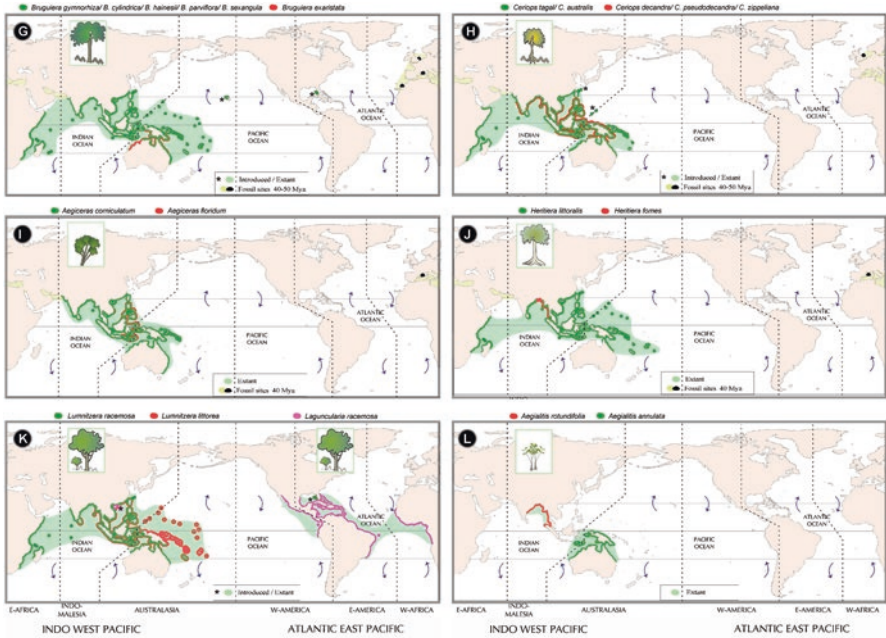 Bruguiera gymnorhiza/ B. cylindrica/ B. hainesii/ B. parviflora/ B. sexangula Bruguiera exaristata
G
INDIAN OCEAN
PACIFIC OCEAN
ATLANTIC OCEAN
Introduced / Extant
Fossil sites 40-50 Mya
Ceriops tagal/ C. australis Ceriops decandra/ C. pseudodecandra/ C. zippeliana
H
INDIAN OCEAN
PACIFIC OCEAN
ATLANTIC OCEAN
Introduced / Extant
Fossil sites 40-50 Mya
Aegiceras corniculatum Aegiceras floridum
I
INDIAN OCEAN
PACIFIC OCEAN
ATLANTIC OCEAN
Extant
Fossil sites 40 Mya
Heritiera littoralis Heritiera fomes
J
INDIAN OCEAN
PACIFIC OCEAN
ATLANTIC OCEAN
Extant
Fossil sites 40 Mya
Lumnitzera racemosa Lumnitzera littorea Laguncularia racemosa
K
INDIAN OCEAN
PACIFIC OCEAN
ATLANTIC OCEAN
Introduced / Extant
Aegialitis rotundifolia Aegialitis annulata
L
INDIAN OCEAN
PACIFIC OCEAN
ATLANTIC OCEAN
Extant
E-AFRICA INDO-MALESIA AUSTRALASIA W-AMERICA E-AMERICA W-AFRICA
INDO WEST PACIFIC ATLANTIC EAST PACIFIC
E-AFRICA INDO-MALESIA AUSTRALASIA W-AMERICA E-AMERICA W-AFRICA
INDO WEST PACIFIC ATLANTIC EAST PACIFIC